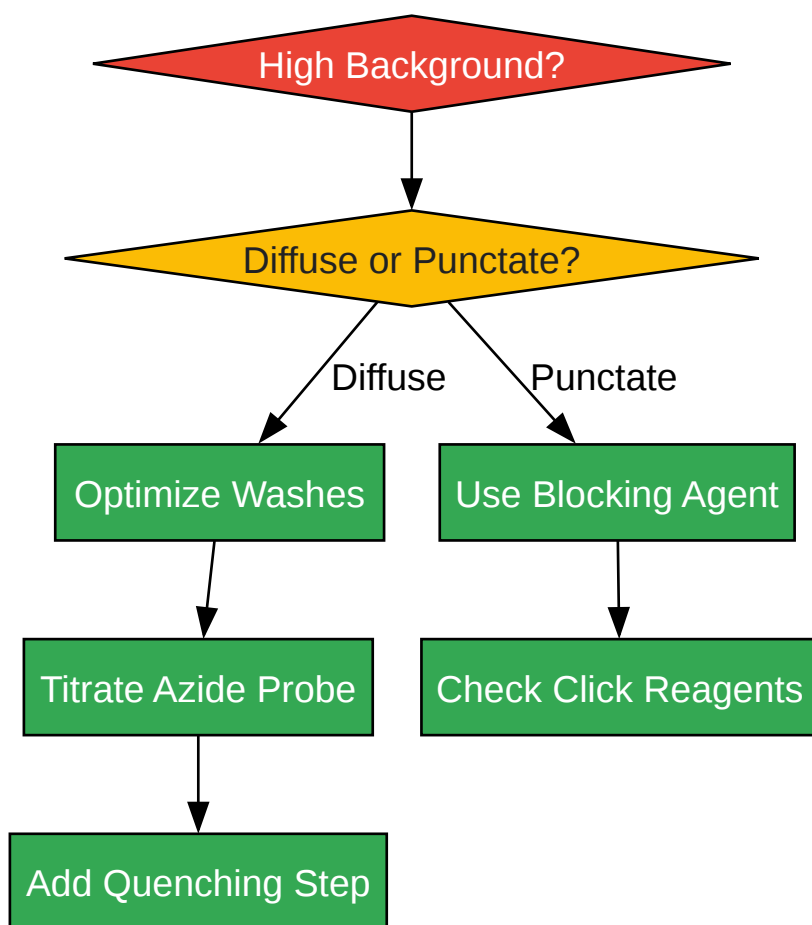 High Background?
Diffuse or Punctate?
Diffuse
Punctate
Optimize Washes
Use Blocking Agent
Titrate Azide Probe
Check Click Reagents
Add Quenching Step